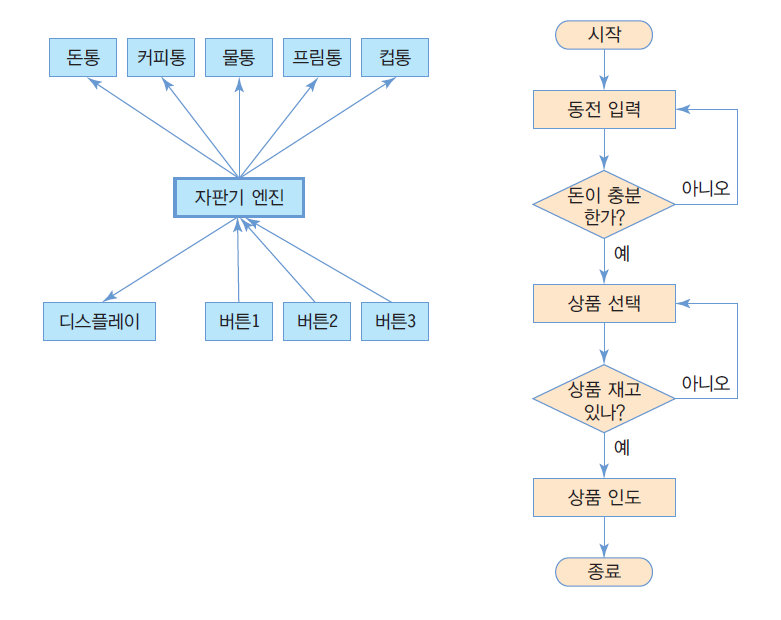 돈통
커피통
물통
프림통
컵통
자판기 엔진
디스플레이
버튼1
버튼2
버튼3
시작
동전 입력
돈이 충분
한가?
아니오
예
상품 선택
상품 재고
있나?
아니오
예
상품 인도
종료